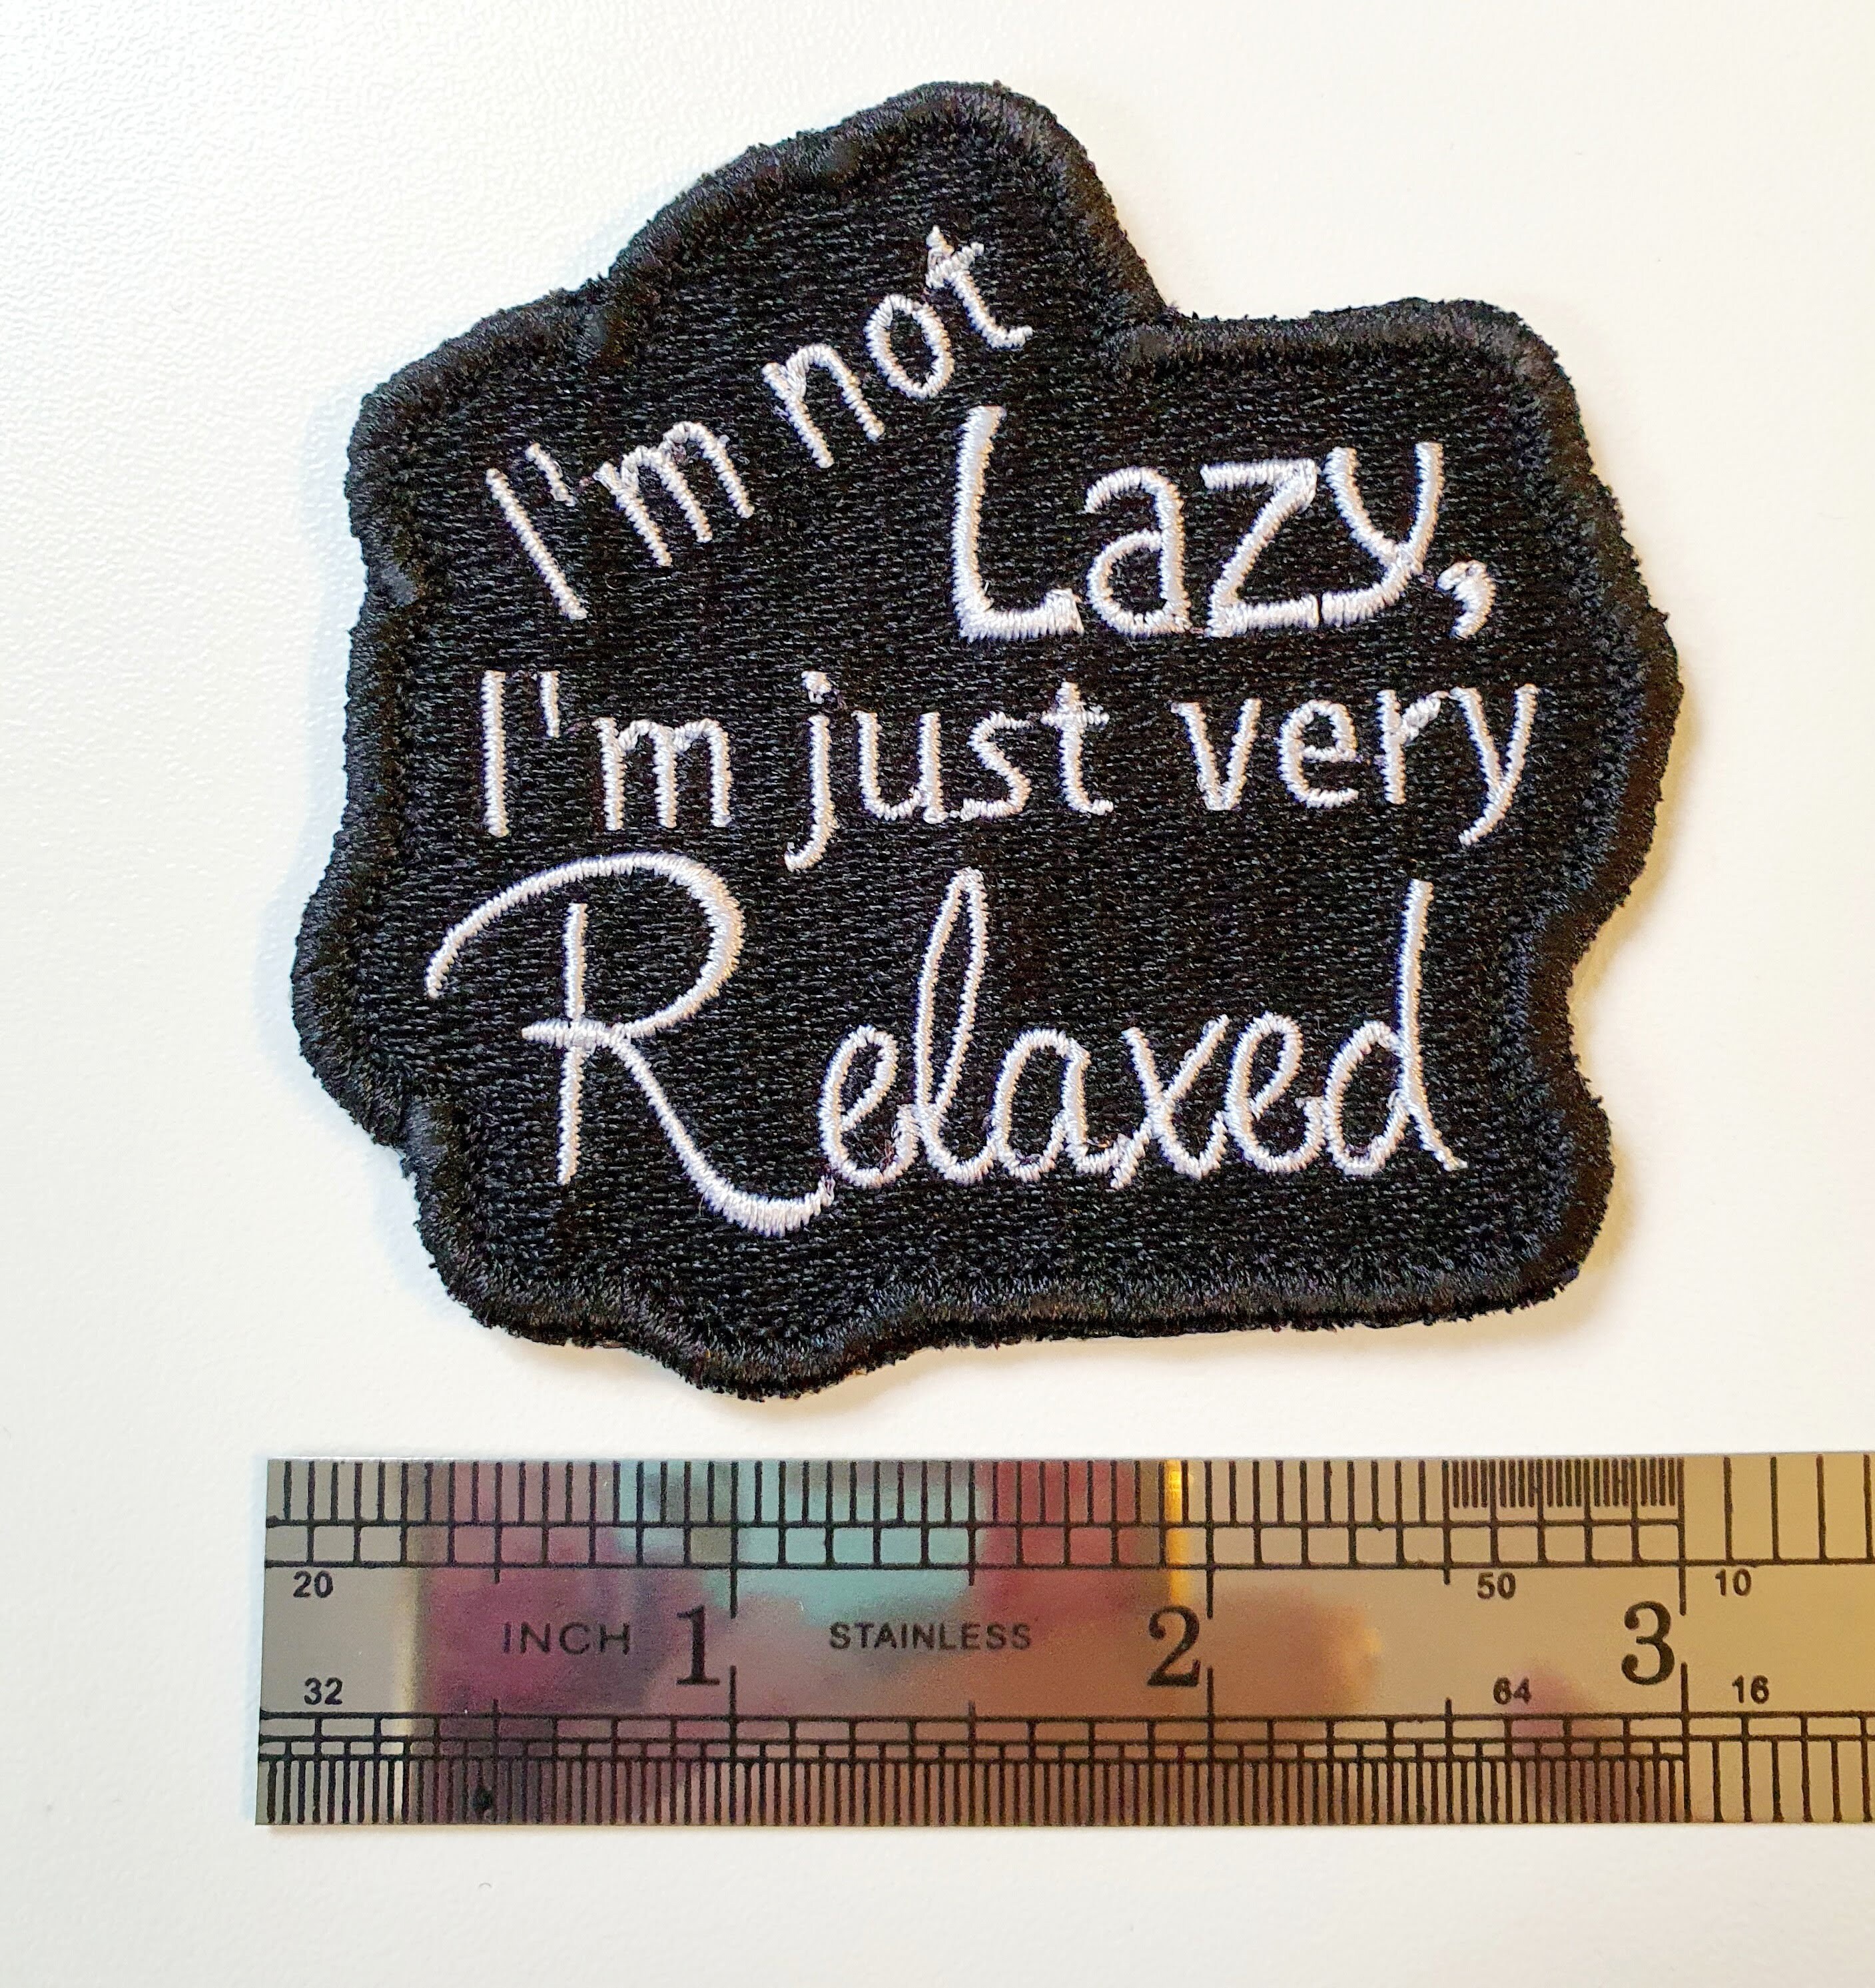 I'm not
Lazy,
I'm just very
Relaxed
20 50 10
INCH 1 STAINLESS 2 3
32 64 16